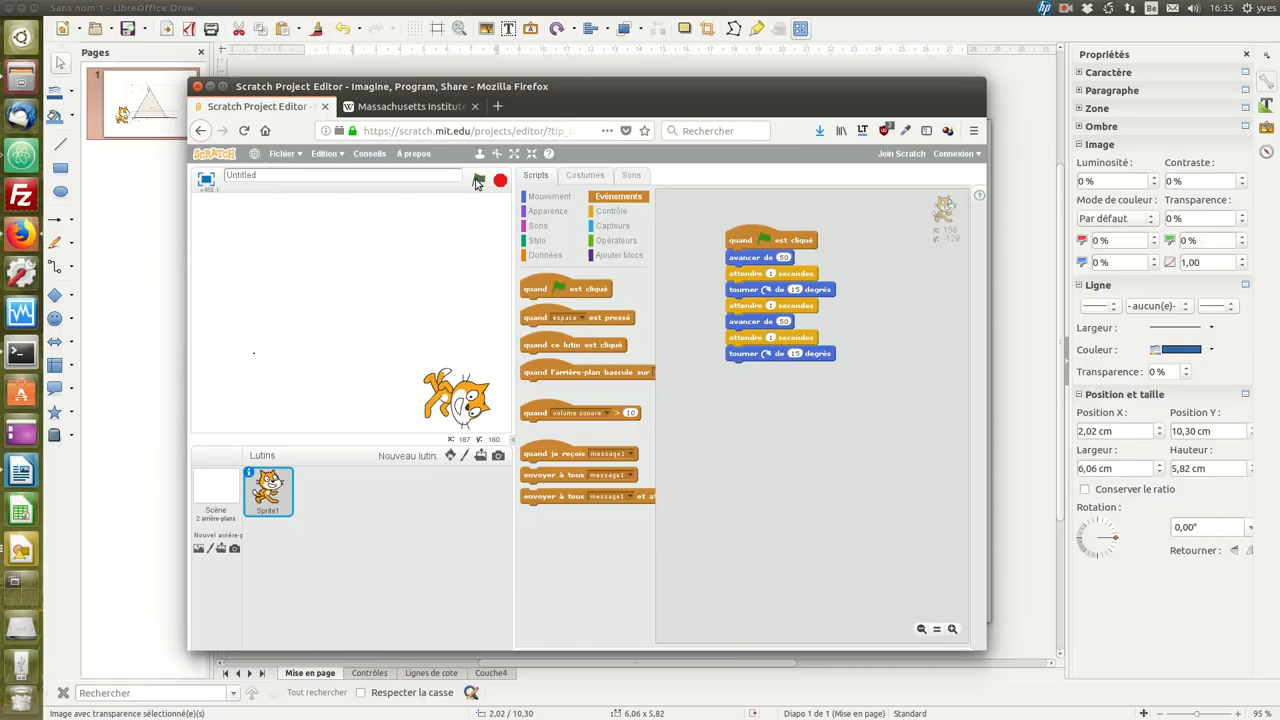 Sans nom 1 - LibreOffice Draw
Be
16:35
yves
Pages
1
Scratch Project Editor - Imagine, Program, Share - Mozilla Firefox
Scratch Project Editor -
Massachusetts Institute
https://scratch.mit.edu/projects/editor/?tip_b
Rechercher
SCRATCH
Fichier
Édition
Conseils
A propos
Join Scratch
Connexion
Untitled
Scripts
Costumes
Sons
Mouvement
Apparence
Sons
Stylo
Données
Événements
Contrôle
Capteurs
Opérateurs
Ajouter blocs
quand est cliqué
quand espace est pressé
quand ce lutin est cliqué
quand l'arrière-plan bascule sur
quand volume sonore > 10
quand je reçois message1
envoyer à tous message1
envoyer à tous message1 et at
quand est cliqué
avancer de 50
attendre 1 secondes
tourner de 15 degrés
attendre 1 secondes
avancer de 50
attendre 1 secondes
tourner de 15 degrés
x: 158
y: -128
x: 187 y: 180
Lutins
Nouveau lutin:
Scène
2 arrière-plans
Nouvel arrière-p
Sprite1
Propriétés
Caractère
Paragraphe
Zone
Ombre
Image
Luminosité:
Contraste:
0 %
0 %
Mode de couleur:
Transparence:
Par défaut
0 %
0 %
0 %
0 %
1,00
Ligne
-aucun(e)-
Largeur :
Couleur :
Transparence :
0 %
Position et taille
Position X :
Position Y :
2,02 cm
10,30 cm
Largeur :
Hauteur :
6,06 cm
5,82 cm
Conserver le ratio
Rotation :
0,00°
Retourner :
Mise en page
Contrôles
Lignes de cote
Couche4
Rechercher
Tout rechercher
Respecter la casse
Image avec transparence sélectionné(e)(s)
2,02 / 10,30
6,06 x 5,82
Diapo 1 de 1 (Mise en page)
Standard
95 %